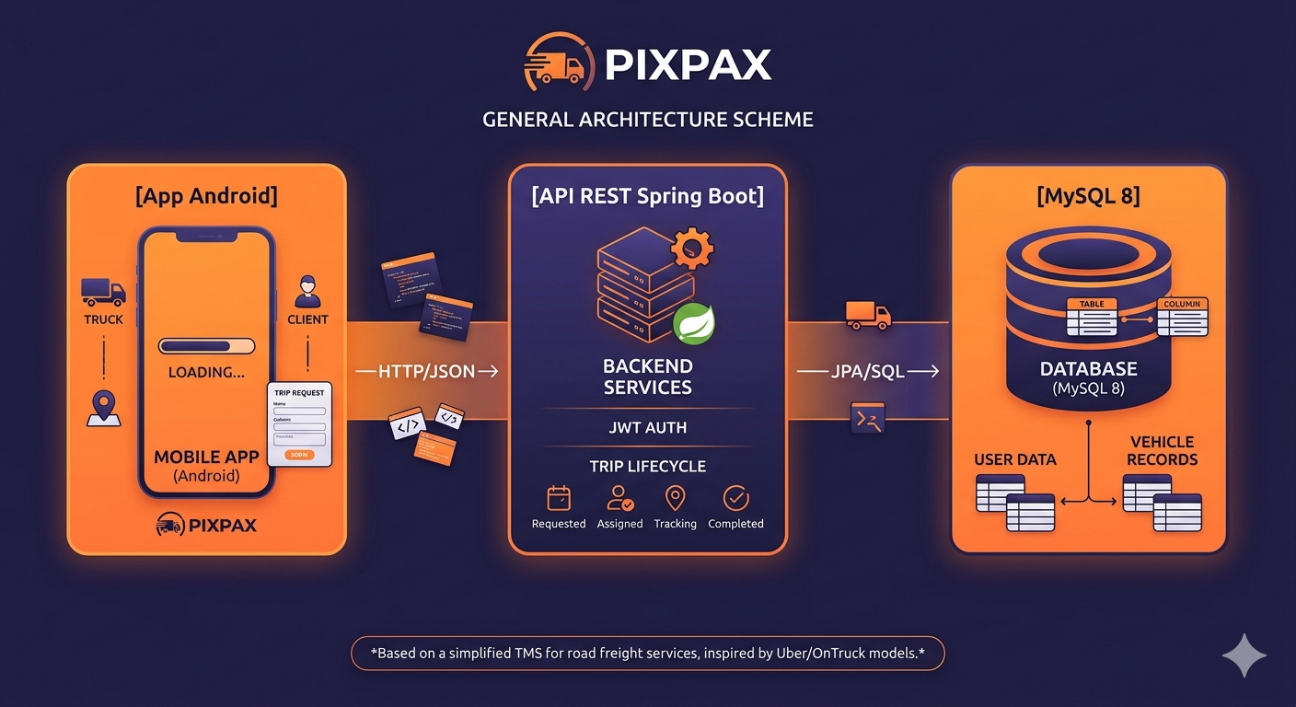 PIXPAX
GENERAL ARCHITECTURE SCHEME
[App Android]
TRUCK
CLIENT
LOADING...
TRIP REQUEST
MOBILE APP
(Android)
PIXPAX
HTTP/JSON
</>
</>
[API REST Spring Boot]
BACKEND
SERVICES
JWT AUTH
TRIP LIFECYCLE
Requested
Assigned
Tracking
Completed
JPA/SQL
[MySQL 8]
TABLE
COLUMJN
DATABASE
(MySQL 8)
USER DATA
VEHICLE
RECORDS
*Based on a simplified TMS for road freight services, inspired by Uber/OnTruck models.*